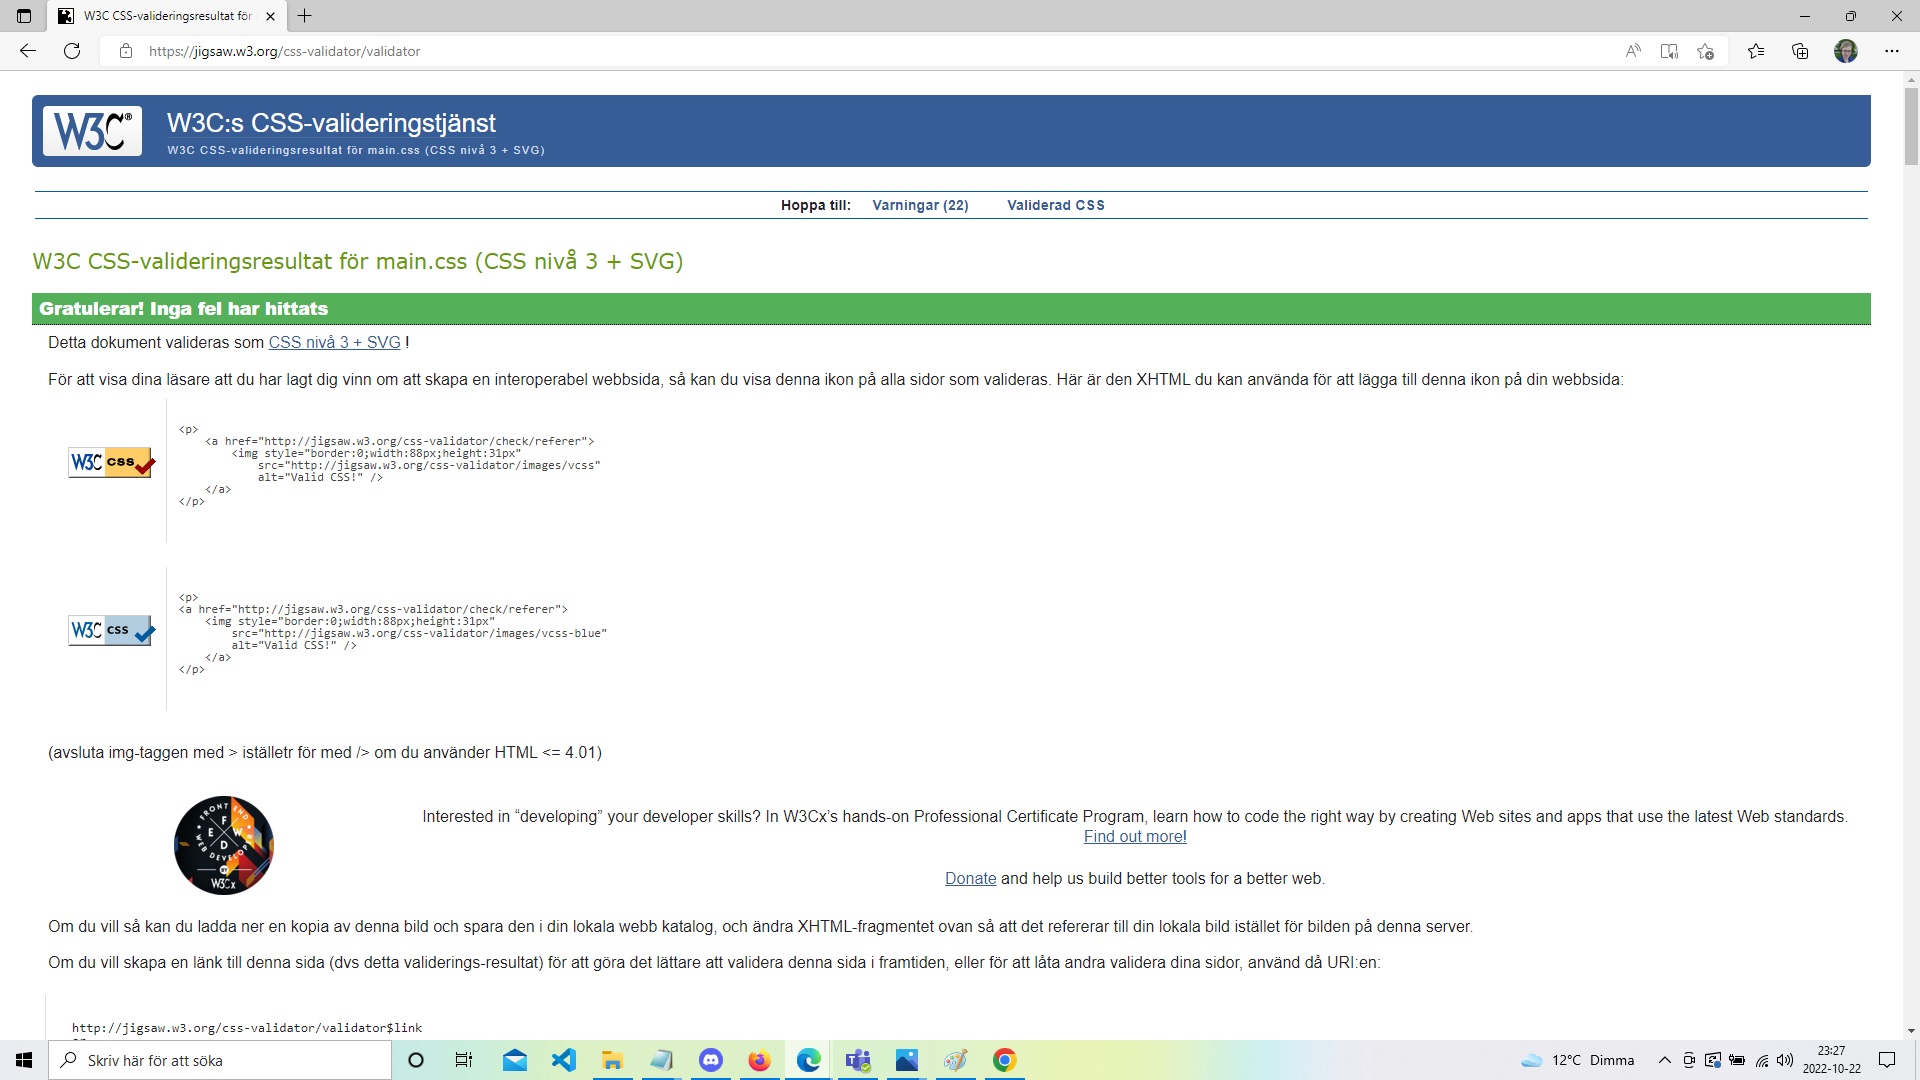 W3C CSS-valideringsresultat för
https://jigsaw.w3.org/css-validator/validator
W3C®
W3C:s CSS-valideringstjänst
W3C CSS-valideringsresultat för main.css (CSS nivå 3 + SVG)
Hoppa till: Varningar (22) Validerad CSS
W3C CSS-valideringsresultat för main.css (CSS nivå 3 + SVG)
Gratulerar! Inga fel har hittats
Detta dokument valideras som CSS nivå 3 + SVG !
För att visa dina läsare att du har lagt dig vinn om att skapa en interoperabel webbsida, så kan du visa denna ikon på alla sidor som valideras. Här är den XHTML du kan använda för att lägga till denna ikon på din webbsida:
W3C css
<p>
<a href="http://jigsaw.w3.org/css-validator/check/referer">
<img style="border:0;width:88px;height:31px"
src="http://jigsaw.w3.org/css-validator/images/vcss"
alt="Valid CSS!" />
</a>
</p>
W3C css
<p>
<a href="http://jigsaw.w3.org/css-validator/check/referer">
<img style="border:0;width:88px;height:31px"
src="http://jigsaw.w3.org/css-validator/images/vcss-blue"
alt="Valid CSS!" />
</a>
</p>
(avsluta img-taggen med > iställetr för med /> om du använder HTML <= 4.01)
FRONT END
F
E W
D
WEB DEVELOPER
W3Cx
Interested in “developing” your developer skills? In W3Cx’s hands-on Professional Certificate Program, learn how to code the right way by creating Web sites and apps that use the latest Web standards.
Find out more!
Donate and help us build better tools for a better web.
Om du vill så kan du ladda ner en kopia av denna bild och spara den i din lokala webb katalog, och ändra XHTML-fragmentet ovan så att det refererar till din lokala bild istället för bilden på denna server.
Om du vill skapa en länk till denna sida (dvs detta validerings-resultat) för att göra det lättare att validera denna sida i framtiden, eller för att låta andra validera dina sidor, använd då URI:en:
http://jigsaw.w3.org/css-validator/validator$link
Skriv här för att söka
12°C Dimma
23:27
2022-10-22